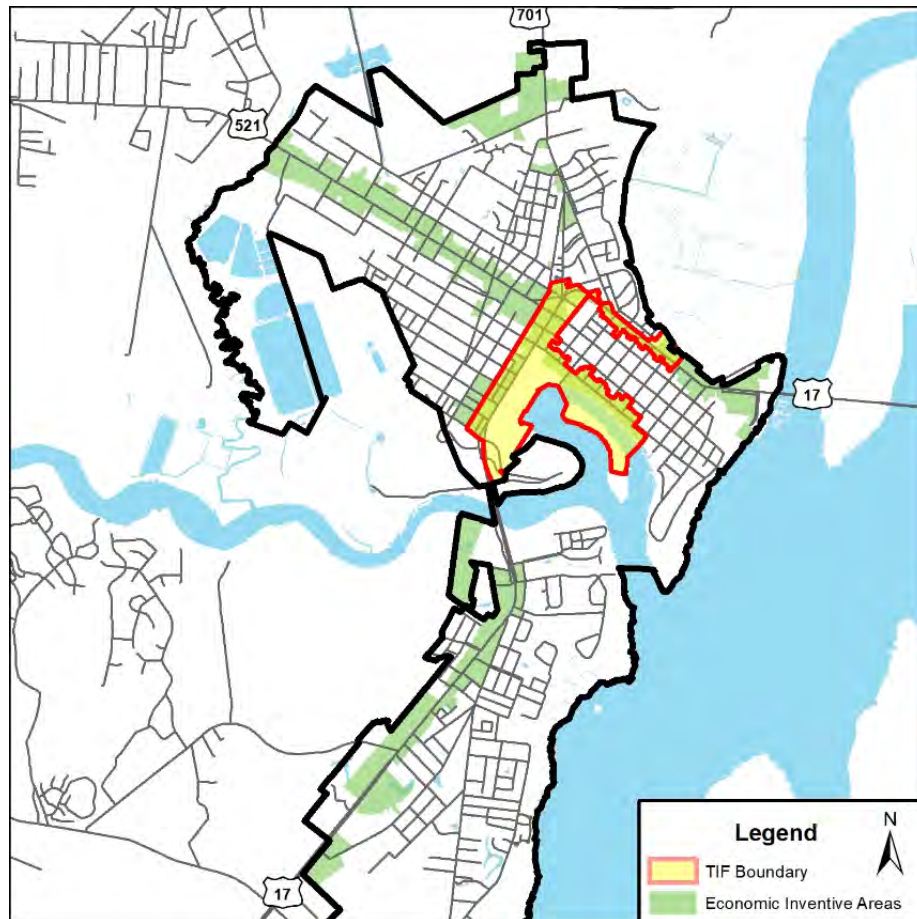 701
521
17
17
Legend
N
TIF Boundary
Economic Inventive Areas